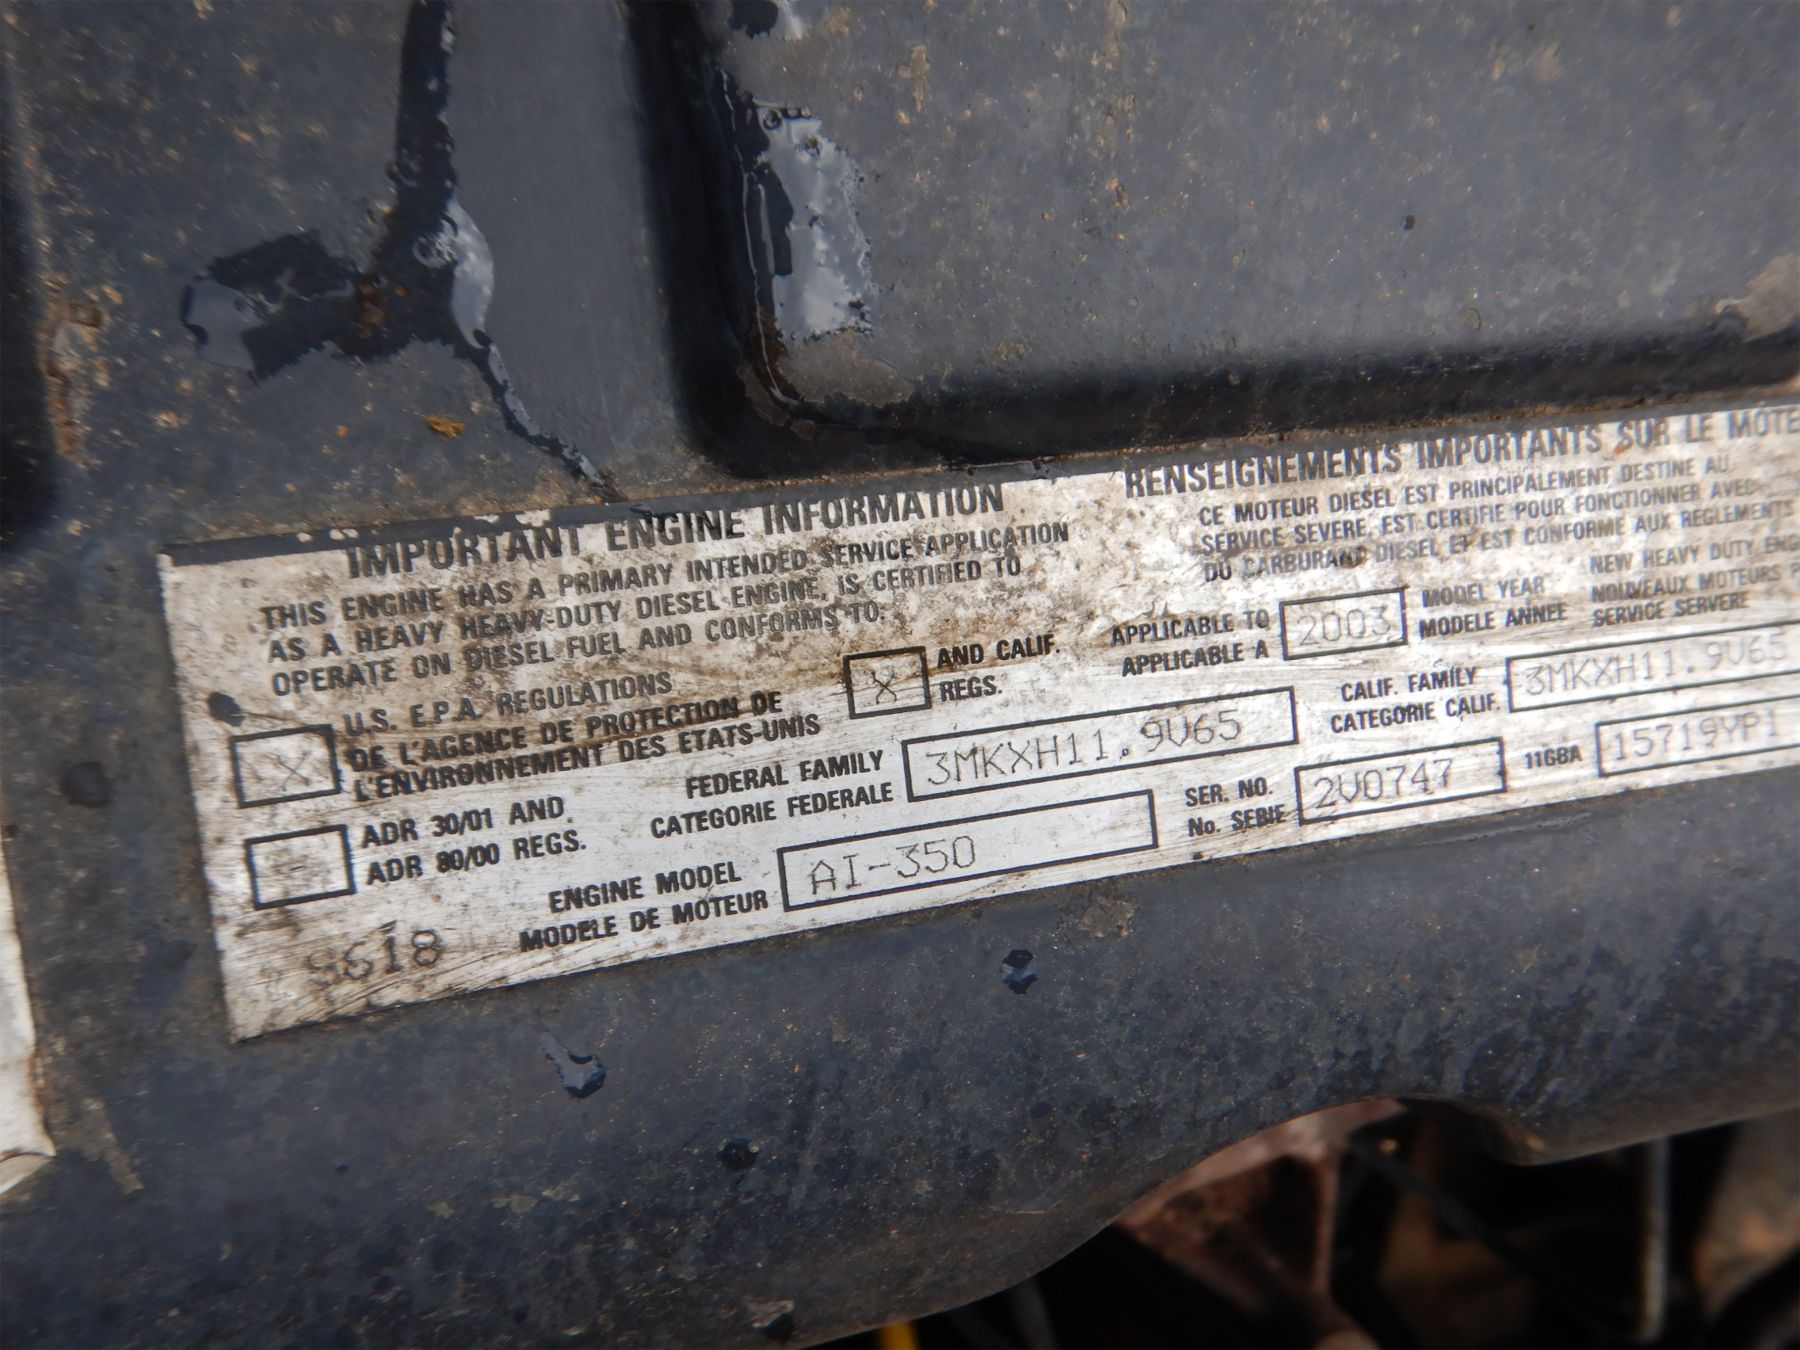 IMPORTANT ENGINE INFORMATION
THIS ENGINE HAS A PRIMARY INTENDED SERVICE APPLICATION
AS A HEAVY HEAVY-DUTY DIESEL ENGINE, IS CERTIFIED TO
OPERATE ON DIESEL FUEL AND CONFORMS TO:
X U.S. E.P.A. REGULATIONS
DE L'AGENCE DE PROTECTION DE
L'ENVIRONNEMENT DES ETATS-UNIS
X AND CALIF.
REGS.
- ADR 30/01 AND
ADR 80/00 REGS.
RENSEIGNEMENTS IMPORTANTS SUR LE MOTE
CE MOTEUR DIESEL EST PRINCIPALEMENT DESTINE AU
SERVICE SEVERE, EST CERTIFIE POUR FONCTIONNER AVEC
DU CARBURANT DIESEL ET EST CONFORME AUX REGLEMENTS
APPLICABLE TO
APPLICABLE A
2003
MODEL YEAR
MODELE ANNEE
NEW HEAVY DUTY ENG
NOUVEAUX MOTEURS P
SERVICE SERVERE
FEDERAL FAMILY
CATEGORIE FEDERALE
3MKXH11.9V65
CALIF. FAMILY
CATEGORIE CALIF.
3MKXH11.9V65
ENGINE MODEL
MODELE DE MOTEUR
AI-350
SER. NO.
No. SERIE
2V0747
11GBA
15719YP1
9618